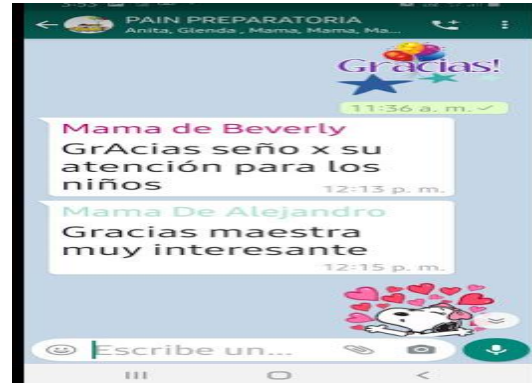 PAIN PREPARATORIA
Anita, Glenda , Mama, Mama, Ma...
Gracias!
11:36 a. m.
Mama de Beverly
GrAcias seño x su
atención para los
niños
12:13 p. m.
Mama De Alejandro
Gracias maestra
muy interesante
12:15 p. m.
Escribe un...